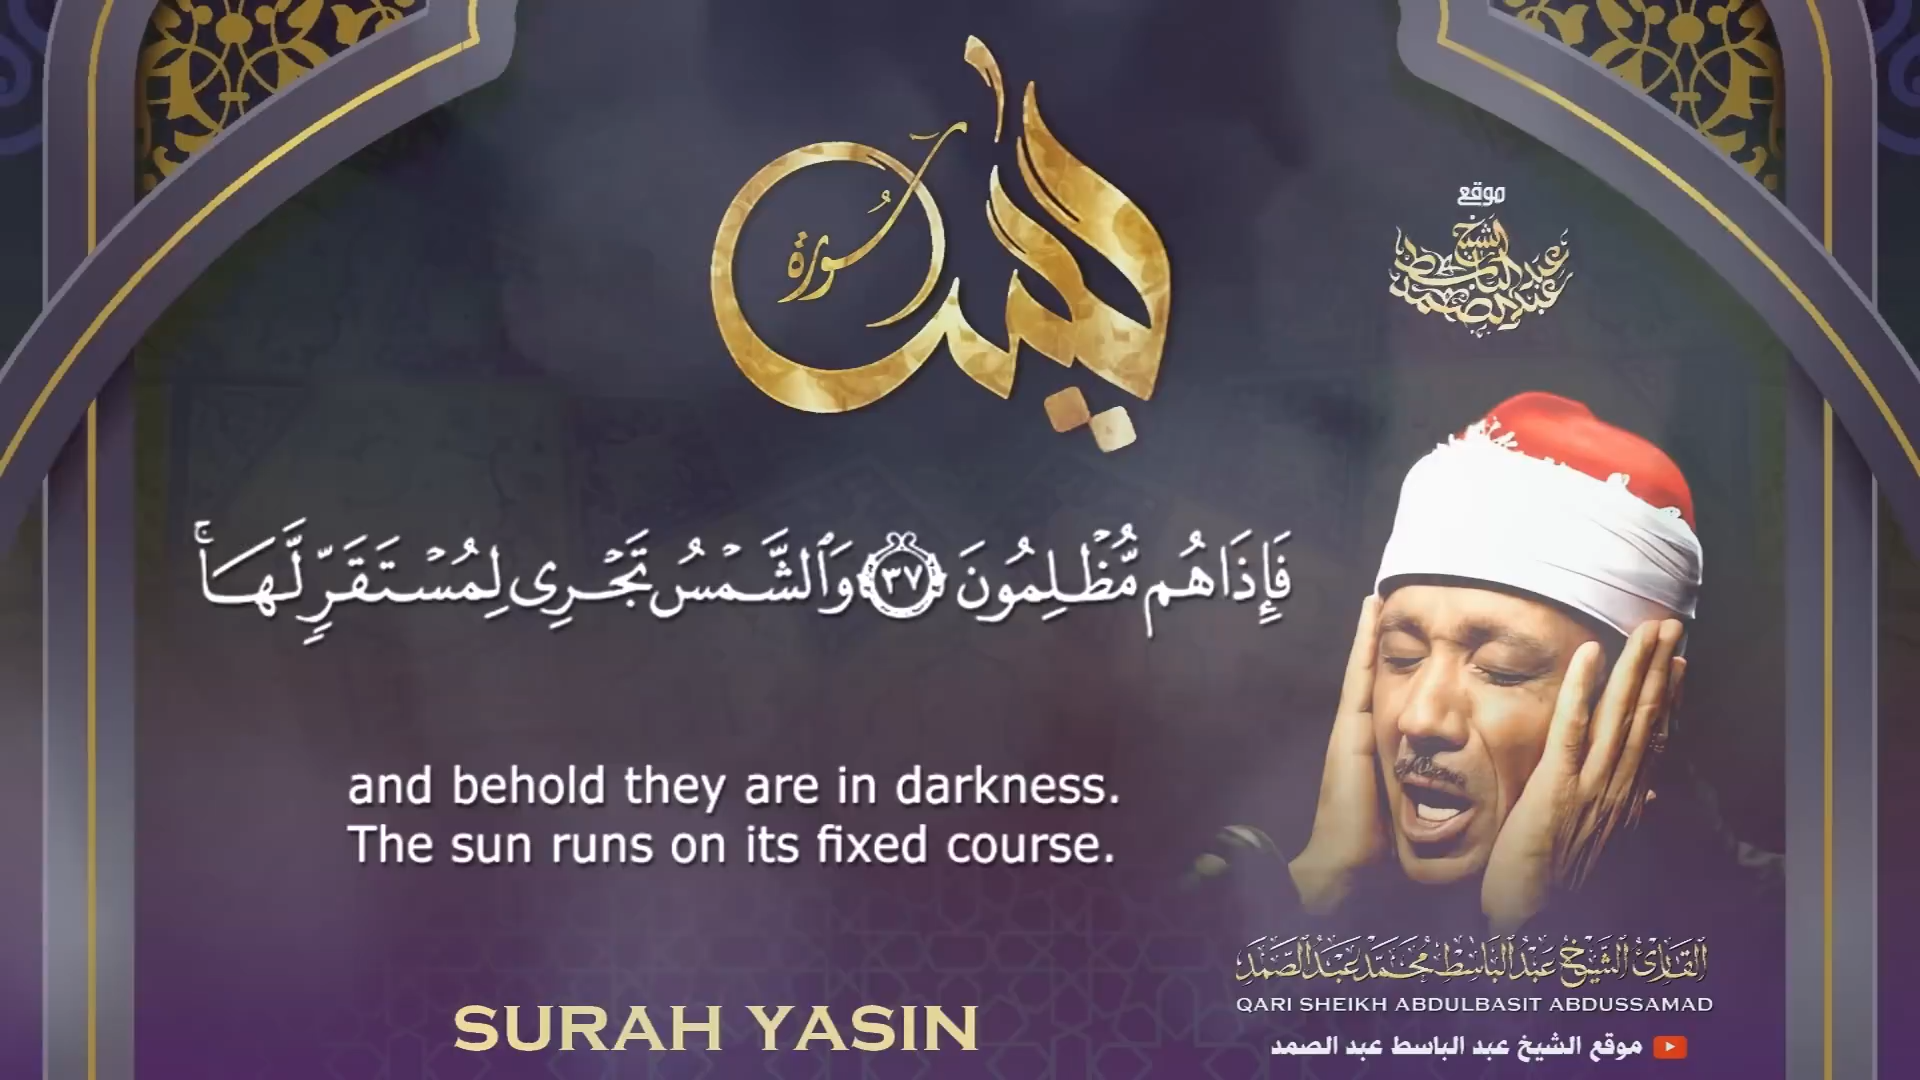 سورة يس
موقع
الشيخ
عبد الباسط
عبد الصمد
فَإِذَا هُم مُّظْلِمُونَ ٣٧ وَٱلشَّمْسُ تَجْرِى لِمُسْتَقَرٍّ لَّهَا ۚ
and behold they are in darkness.
The sun runs on its fixed course.
القارئ الشيخ عبد الباسط محمد عبد الصمد
QARI SHEIKH ABDULBASIT ABDUSSAMAD
SURAH YASIN
موقع الشيخ عبد الباسط عبد الصمد